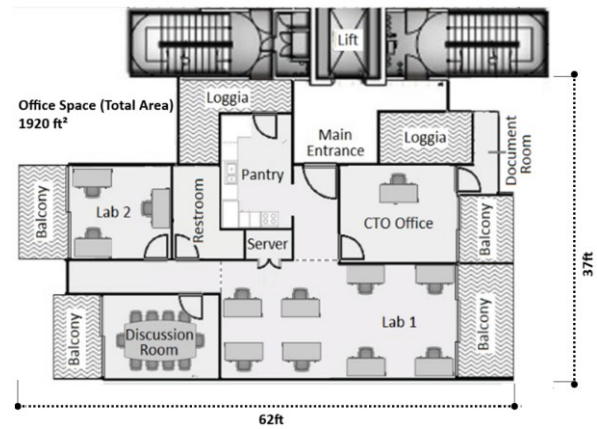 Lift
Office Space (Total Area)
1920 ft²
Loggia
Main
Entrance
Loggia
Document
Room
Pantry
Balcony
Lab 2
Restroom
CTO Office
Balcony
Server
37ft
Balcony
Discussion
Room
Lab 1
Balcony
62ft